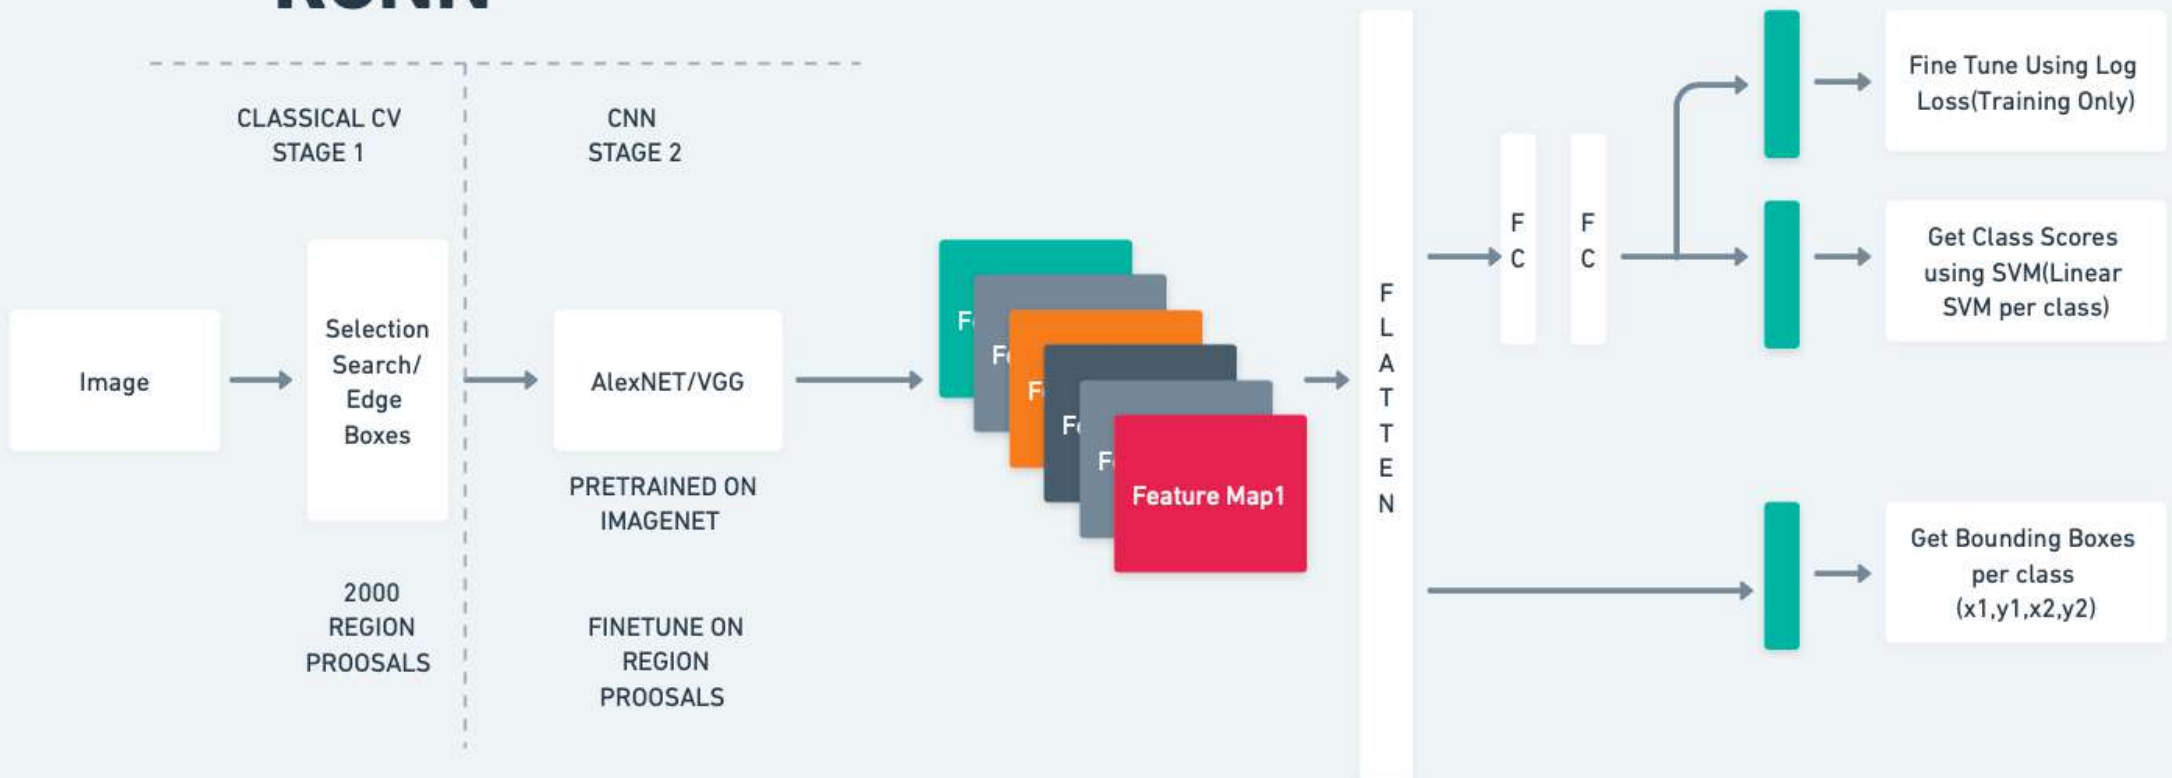 RCNN
CLASSICAL CV
STAGE 1
CNN
STAGE 2
Image
Selection
Search/
Edge
Boxes
2000
REGION
PROOSALS
AlexNET/VGG
PRETRAINED ON
IMAGENET
FINETUNE ON
REGION
PROOSALS
Feature Map1
F
L
A
T
T
E
N
F
C
F
C
Fine Tune Using Log
Loss(Training Only)
Get Class Scores
using SVM(Linear
SVM per class)
Get Bounding Boxes
per class
(x1,y1,x2,y2)